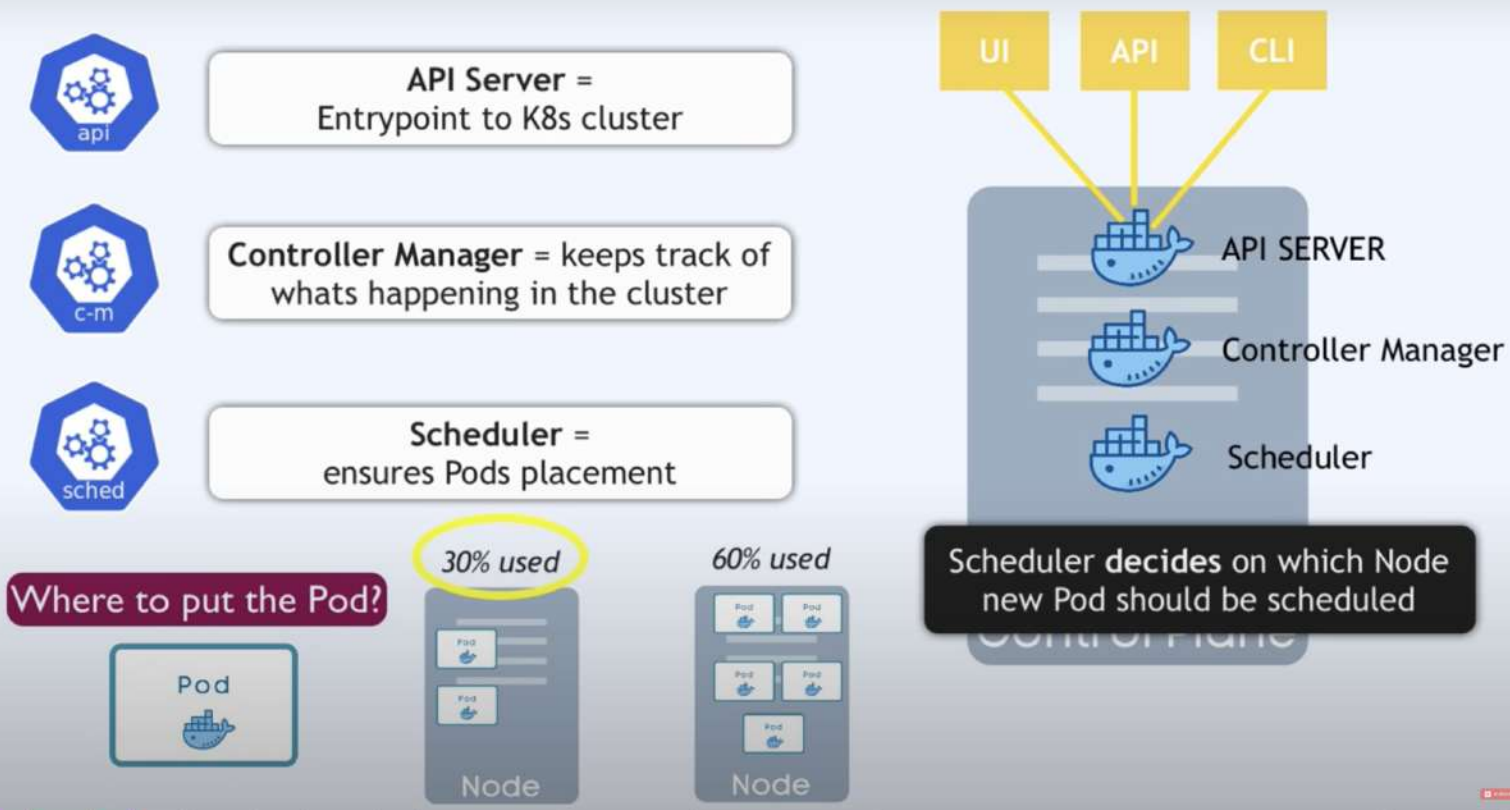 api
API Server =
Entrypoint to K8s cluster
c-m
Controller Manager = keeps track of
whats happening in the cluster
sched
Scheduler =
ensures Pods placement
Where to put the Pod?
Pod
30% used
Pod
Pod
Node
60% used
Pod Pod
Pod Pod
Pod
Node
UI API CLI
API SERVER
Controller Manager
Scheduler
Scheduler decides on which Node
new Pod should be scheduled
Control Plane